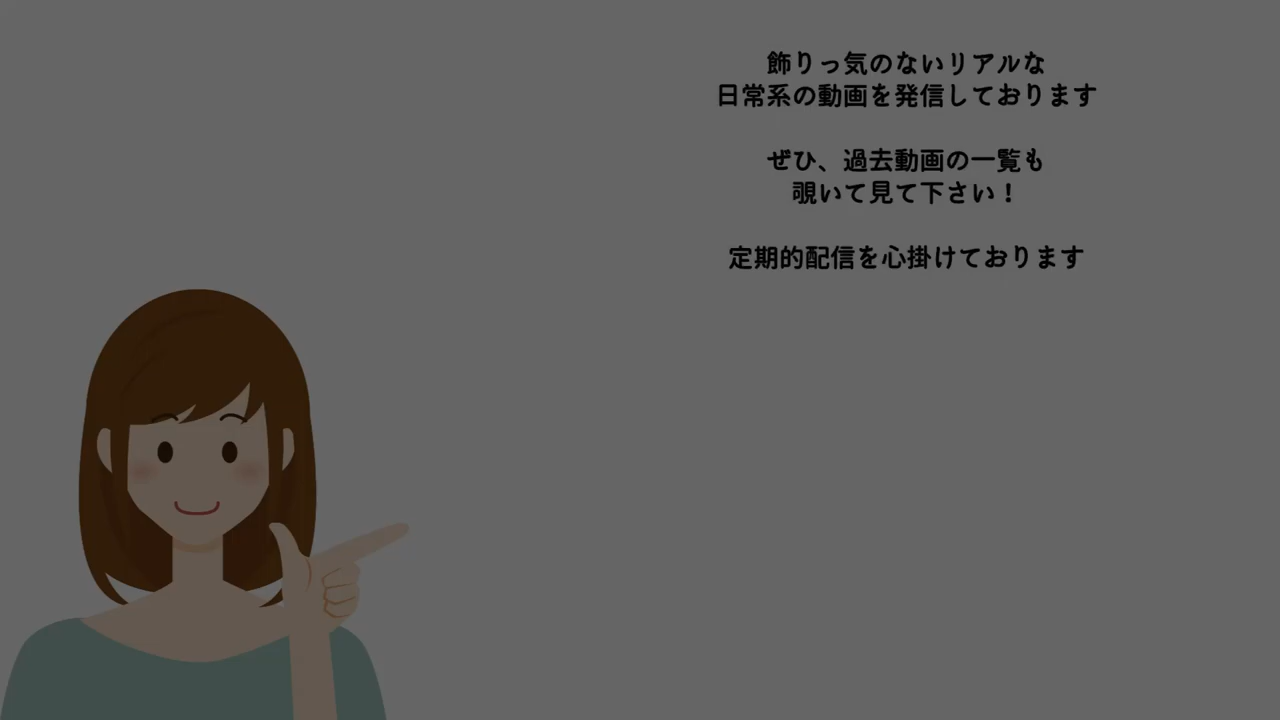 飾りっ気のないリアルな
日常系の動画を発信しております
ぜひ、過去動画の一覧も
覗いて見て下さい！
定期的配信を心掛けております